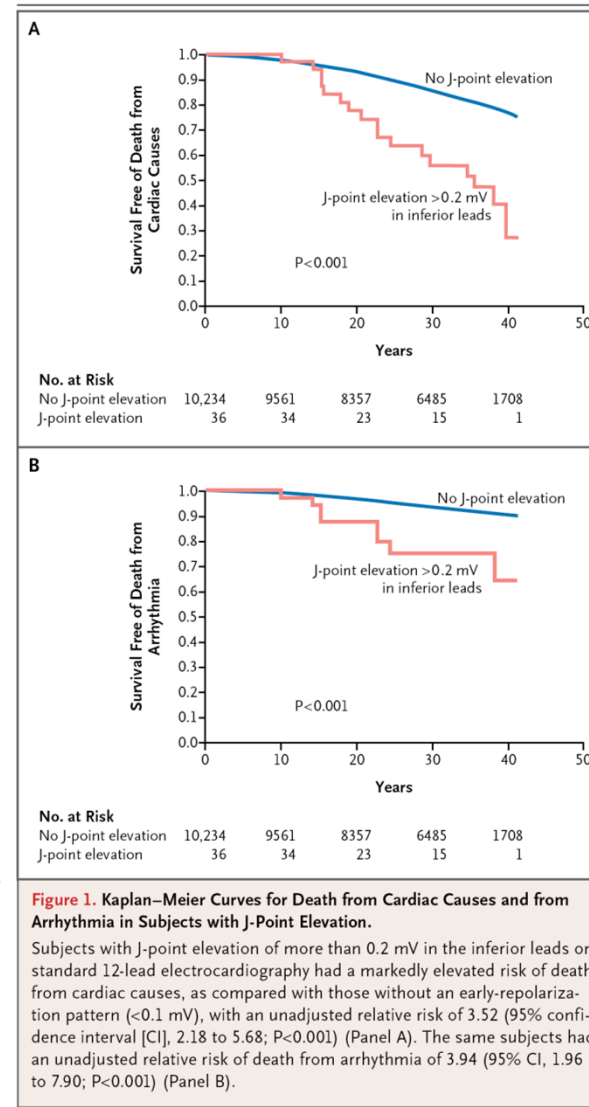 A
Survival Free of Death from
Cardiac Causes
1.0
0.9
0.8
0.7
0.6
0.5
0.4
0.3
0.2
0.1
0.0
No J-point elevation
J-point elevation >0.2 mV
in inferior leads
P<0.001
0 10 20 30 40 50
Years
No. at Risk
No J-point elevation 10,234 9561 8357 6485 1708
J-point elevation 36 34 23 15 1
B
Survival Free of Death from
Arrhythmia
1.0
0.9
0.8
0.7
0.6
0.5
0.4
0.3
0.2
0.1
0.0
No J-point elevation
J-point elevation >0.2 mV
in inferior leads
P<0.001
0 10 20 30 40 50
Years
No. at Risk
No J-point elevation 10,234 9561 8357 6485 1708
J-point elevation 36 34 23 15 1
Figure 1. Kaplan–Meier Curves for Death from Cardiac Causes and from
Arrhythmia in Subjects with J-Point Elevation.
Subjects with J-point elevation of more than 0.2 mV in the inferior leads on
standard 12-lead electrocardiography had a markedly elevated risk of death
from cardiac causes, as compared with those without an early-repolariza-
tion pattern (<0.1 mV), with an unadjusted relative risk of 3.52 (95% confi-
dence interval [CI], 2.18 to 5.68; P<0.001) (Panel A). The same subjects had
an unadjusted relative risk of death from arrhythmia of 3.94 (95% CI, 1.96
to 7.90; P<0.001) (Panel B).